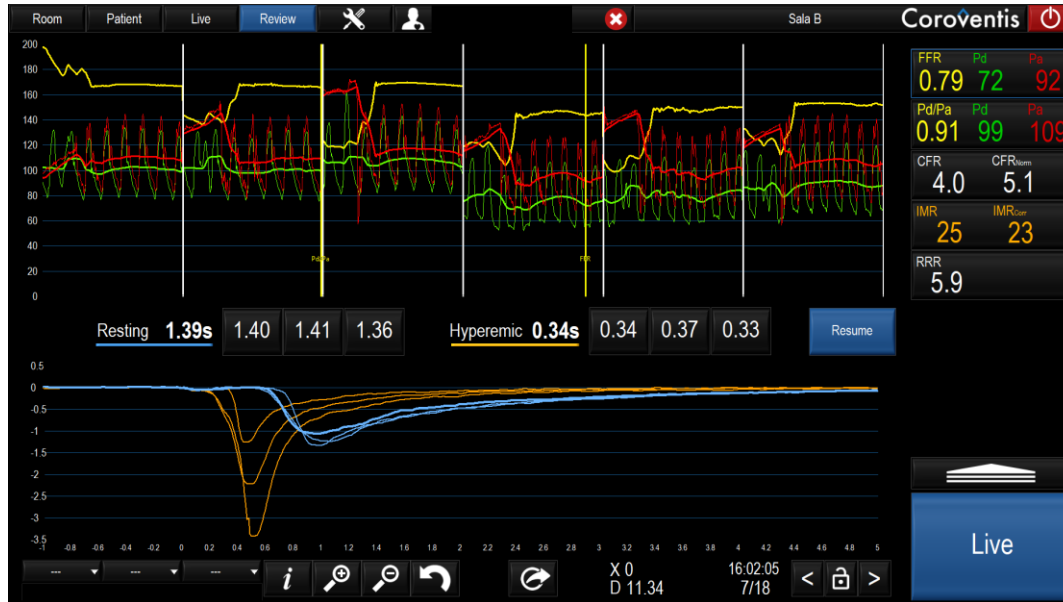 Room Patient Live Review Sala B Coroventis
200
180
160
140
120
100
80
60
40
20
0
Pd/Pa
FFR
FFR Pd Pa
0.79 72 92
Pd/Pa Pd Pa
0.91 99 109
CFR CFRNorm
4.0 5.1
IMR IMRCorr
25 23
RRR
5.9
Resting 1.39s 1.40 1.41 1.36 Hyperemic 0.34s 0.34 0.37 0.33 Resume
0.5
0
-0.5
-1
-1.5
-2
-2.5
-3
-3.5
-1 -0.8 -0.6 -0.4 -0.2 0 0.2 0.4 0.6 0.8 1 1.2 1.4 1.6 1.8 2 2.2 2.4 2.6 2.8 3 3.2 3.4 3.6 3.8 4 4.2 4.4 4.6 4.8 5
Live
--- --- ---
i
X 0 16:02:05
D 11.34 7/18
< >